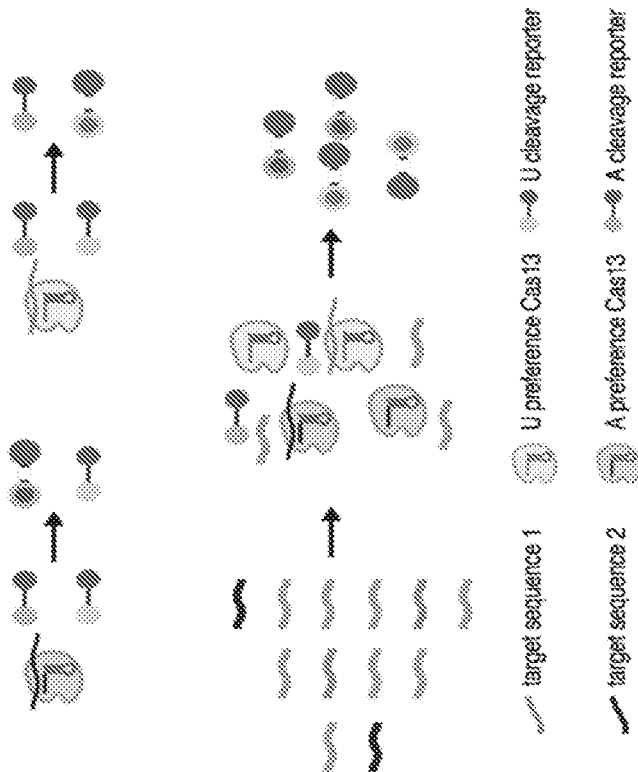 target sequence 1
U preference Cas13
U cleavage reporter
target sequence 2
A preference Cas13
A cleavage reporter